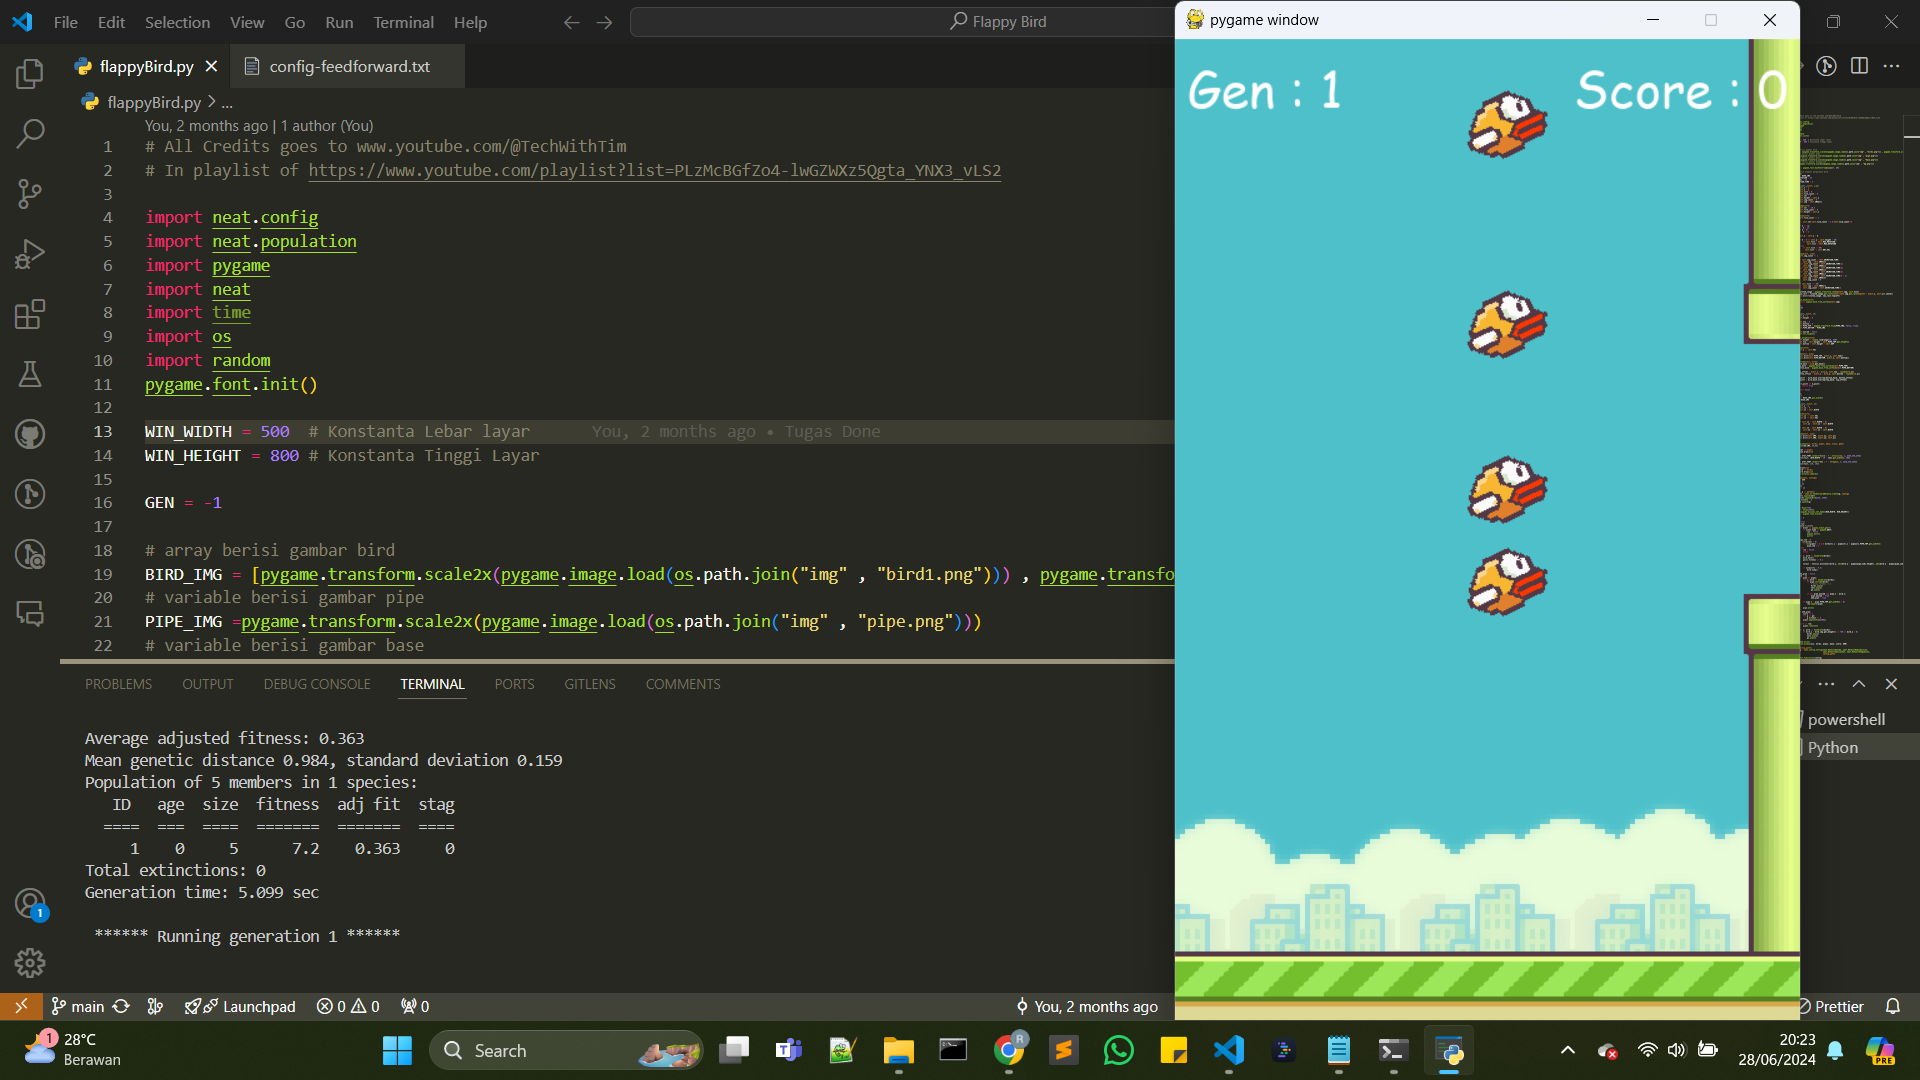 File Edit Selection View Go Run Terminal Help
Flappy Bird
flappyBird.py
config-feedforward.txt
flappyBird.py > ...
You, 2 months ago | 1 author (You)
1 # All Credits goes to www.youtube.com/@TechWithTim
2 # In playlist of https://www.youtube.com/playlist?list=PLzMcBGfZo4-lwGZWXz5Qgta_YNX3_vLS2
3
4 import neat.config
5 import neat.population
6 import pygame
7 import neat
8 import time
9 import os
10 import random
11 pygame.font.init()
12
13 WIN_WIDTH = 500 # Konstanta Lebar layar You, 2 months ago • Tugas Done
14 WIN_HEIGHT = 800 # Konstanta Tinggi Layar
15
16 GEN = -1
17
18 # array berisi gambar bird
19 BIRD_IMG = [pygame.transform.scale2x(pygame.image.load(os.path.join("img" , "bird1.png"))) , pygame.transfo
20 # variable berisi gambar pipe
21 PIPE_IMG =pygame.transform.scale2x(pygame.image.load(os.path.join("img" , "pipe.png")))
22 # variable berisi gambar base
PROBLEMS OUTPUT DEBUG CONSOLE TERMINAL PORTS GITLENS COMMENTS
Average adjusted fitness: 0.363
Mean genetic distance 0.984, standard deviation 0.159
Population of 5 members in 1 species:
ID age size fitness adj fit stag
==== === ==== ======= ======= ====
1 0 5 7.2 0.363 0
Total extinctions: 0
Generation time: 5.099 sec
****** Running generation 1 ******
powershell
Python
pygame window
Gen : 1
Score : 0
1
main
Launchpad
0 0
0
You, 2 months ago
Prettier
1
28°C
Berawan
Search
R
PRE
20:23
28/06/2024